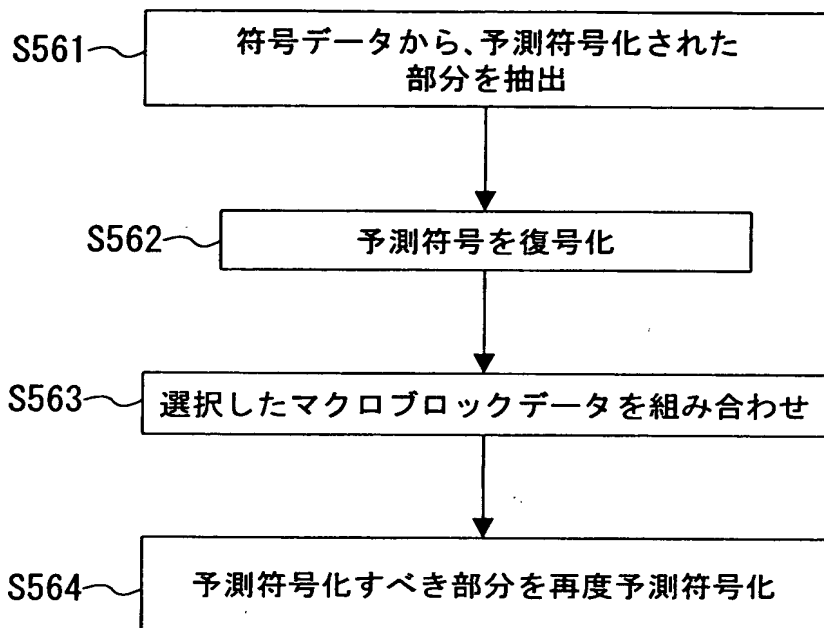 S561
符号データから、予測符号化された
部分を抽出
S562
予測符号を復号化
S563
選択したマクロブロックデータを組み合わせ
S564
予測符号化すべき部分を再度予測符号化